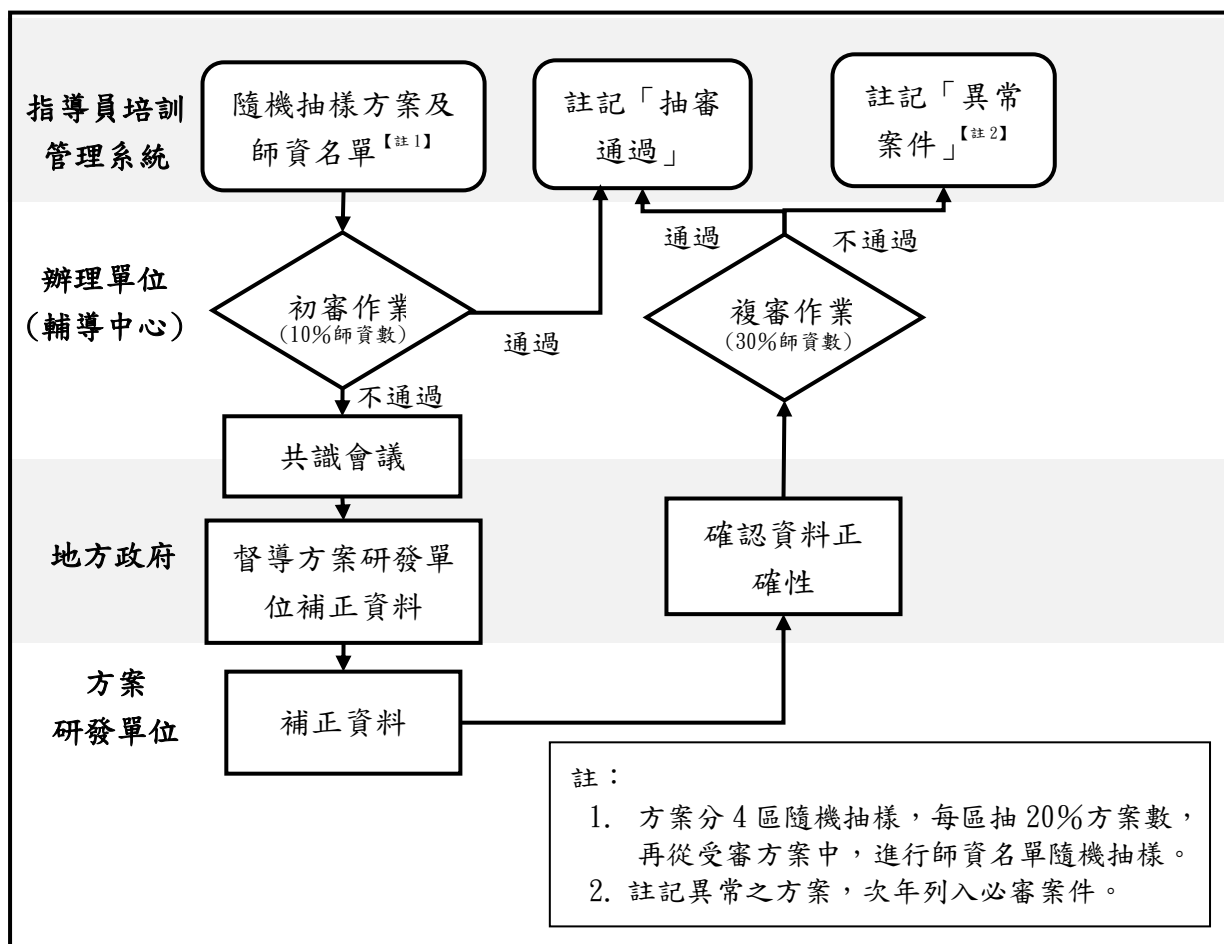 指導員培訓
管理系統
隨機抽樣方案及
師資名單【註1】
註記「抽審
通過」
註記「異常
案件」【註2】
辦理單位
(輔導中心)
初審作業
(10%師資數)
通過
不通過
通過
不通過
複審作業
(30%師資數)
共識會議
地方政府
督導方案研發單
位補正資料
確認資料正
確性
方案
研發單位
補正資料
註：
1. 方案分4區隨機抽樣，每區抽20%方案數，
再從受審方案中，進行師資名單隨機抽樣。
2. 註記異常之方案，次年列入必審案件。